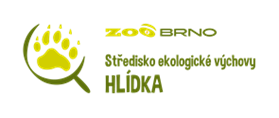 ZOO BRNO
Středisko ekologické výchovy
HLÍDKA